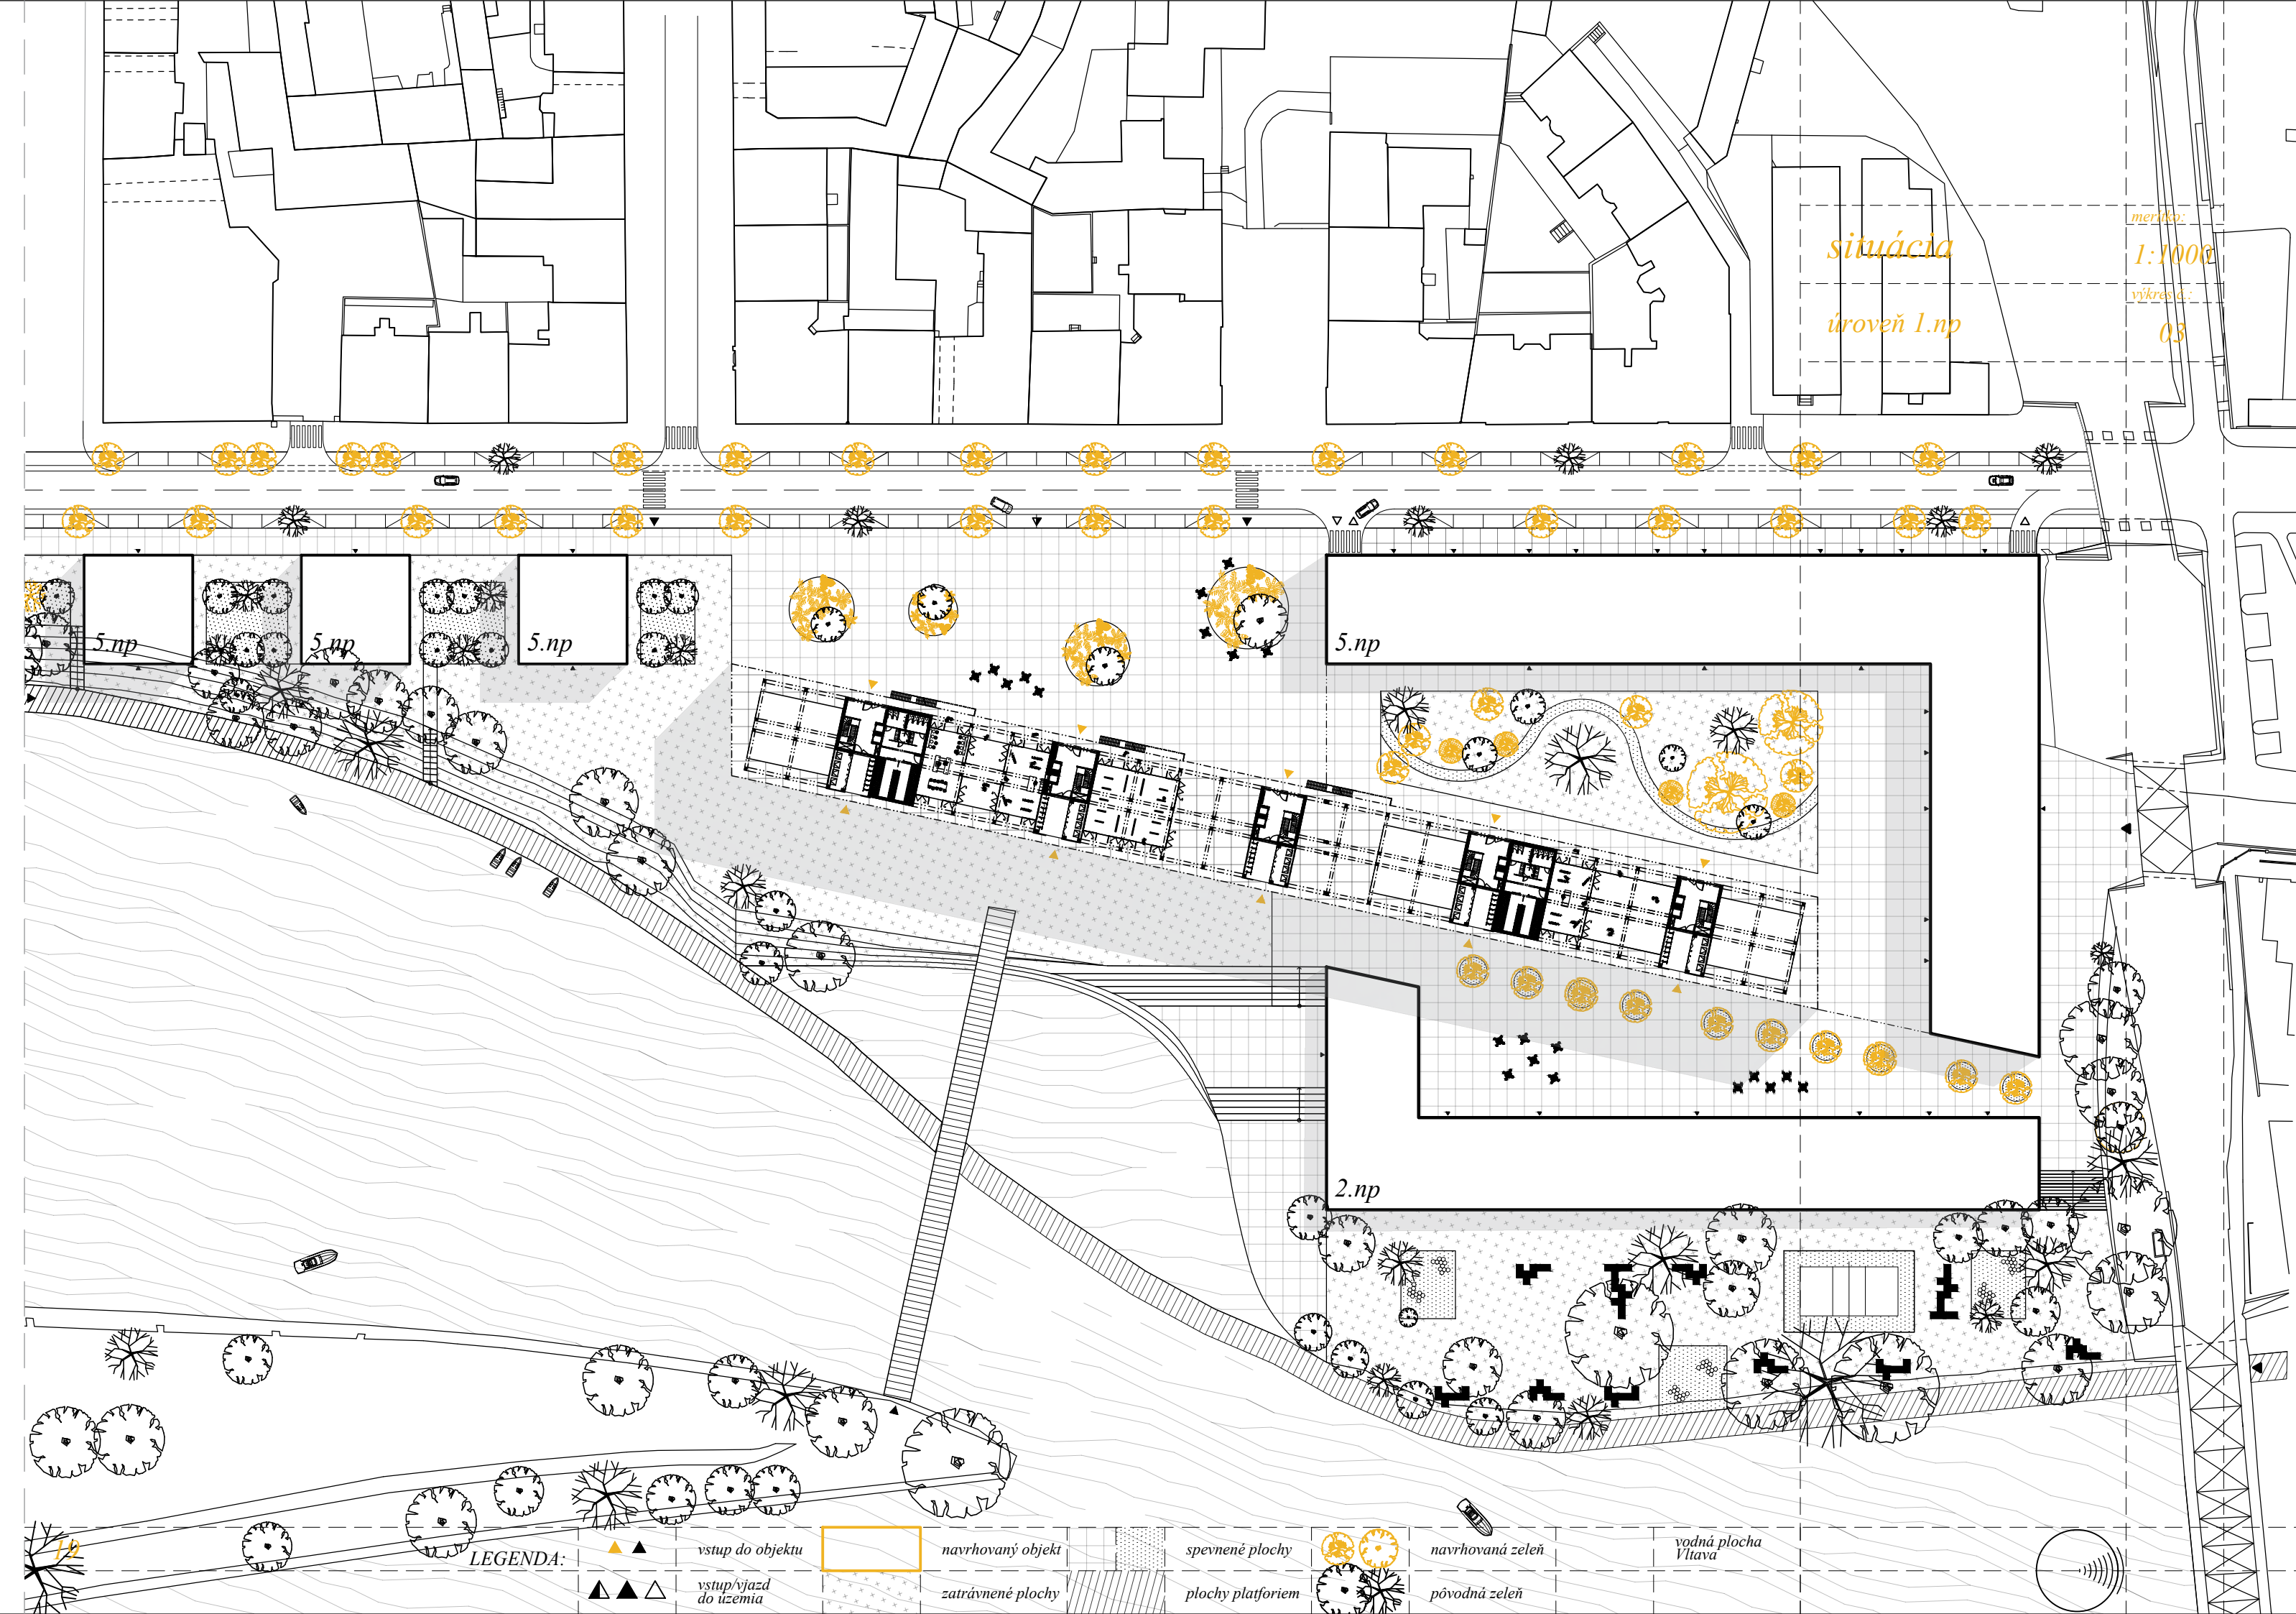 merítko:
situácia
1:1000
výkres č.:
úroveň 1.np
03
5.np
5.np
5.np
5.np
2.np
19
LEGENDA:
vstup do objektu
navrhovaný objekt
spevnené plochy
navrhovaná zeleň
vodná plocha
Vltava
vstup/vjazd
do územia
zatrávnené plochy
plochy platforiem
pôvodná zeleň